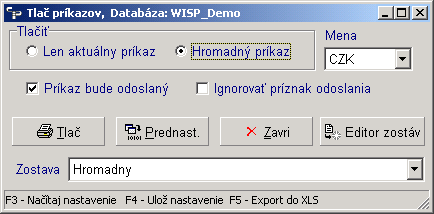 Tlač príkazov, Databáza: WISP_Demo
Tlačiť
Len aktuálny príkaz
Hromadný príkaz
Mena
CZK
Príkaz bude odoslaný
Ignorovať príznak odoslania
Tlač
Prednast.
Zavri
Editor zostáv
Zostava
Hromadny
F3 - Načítaj nastavenie F4 - Ulož nastavenie F5 - Export do XLS